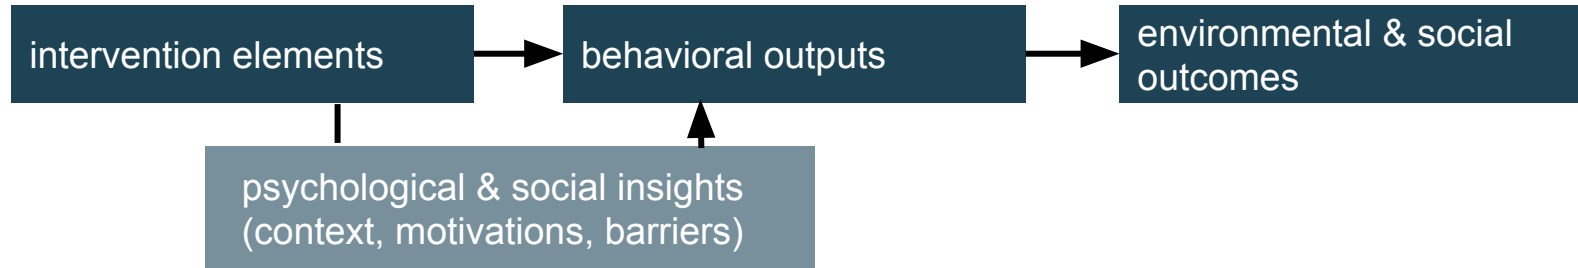 intervention elements
behavioral outputs
environmental & social
outcomes
psychological & social insights
(context, motivations, barriers)